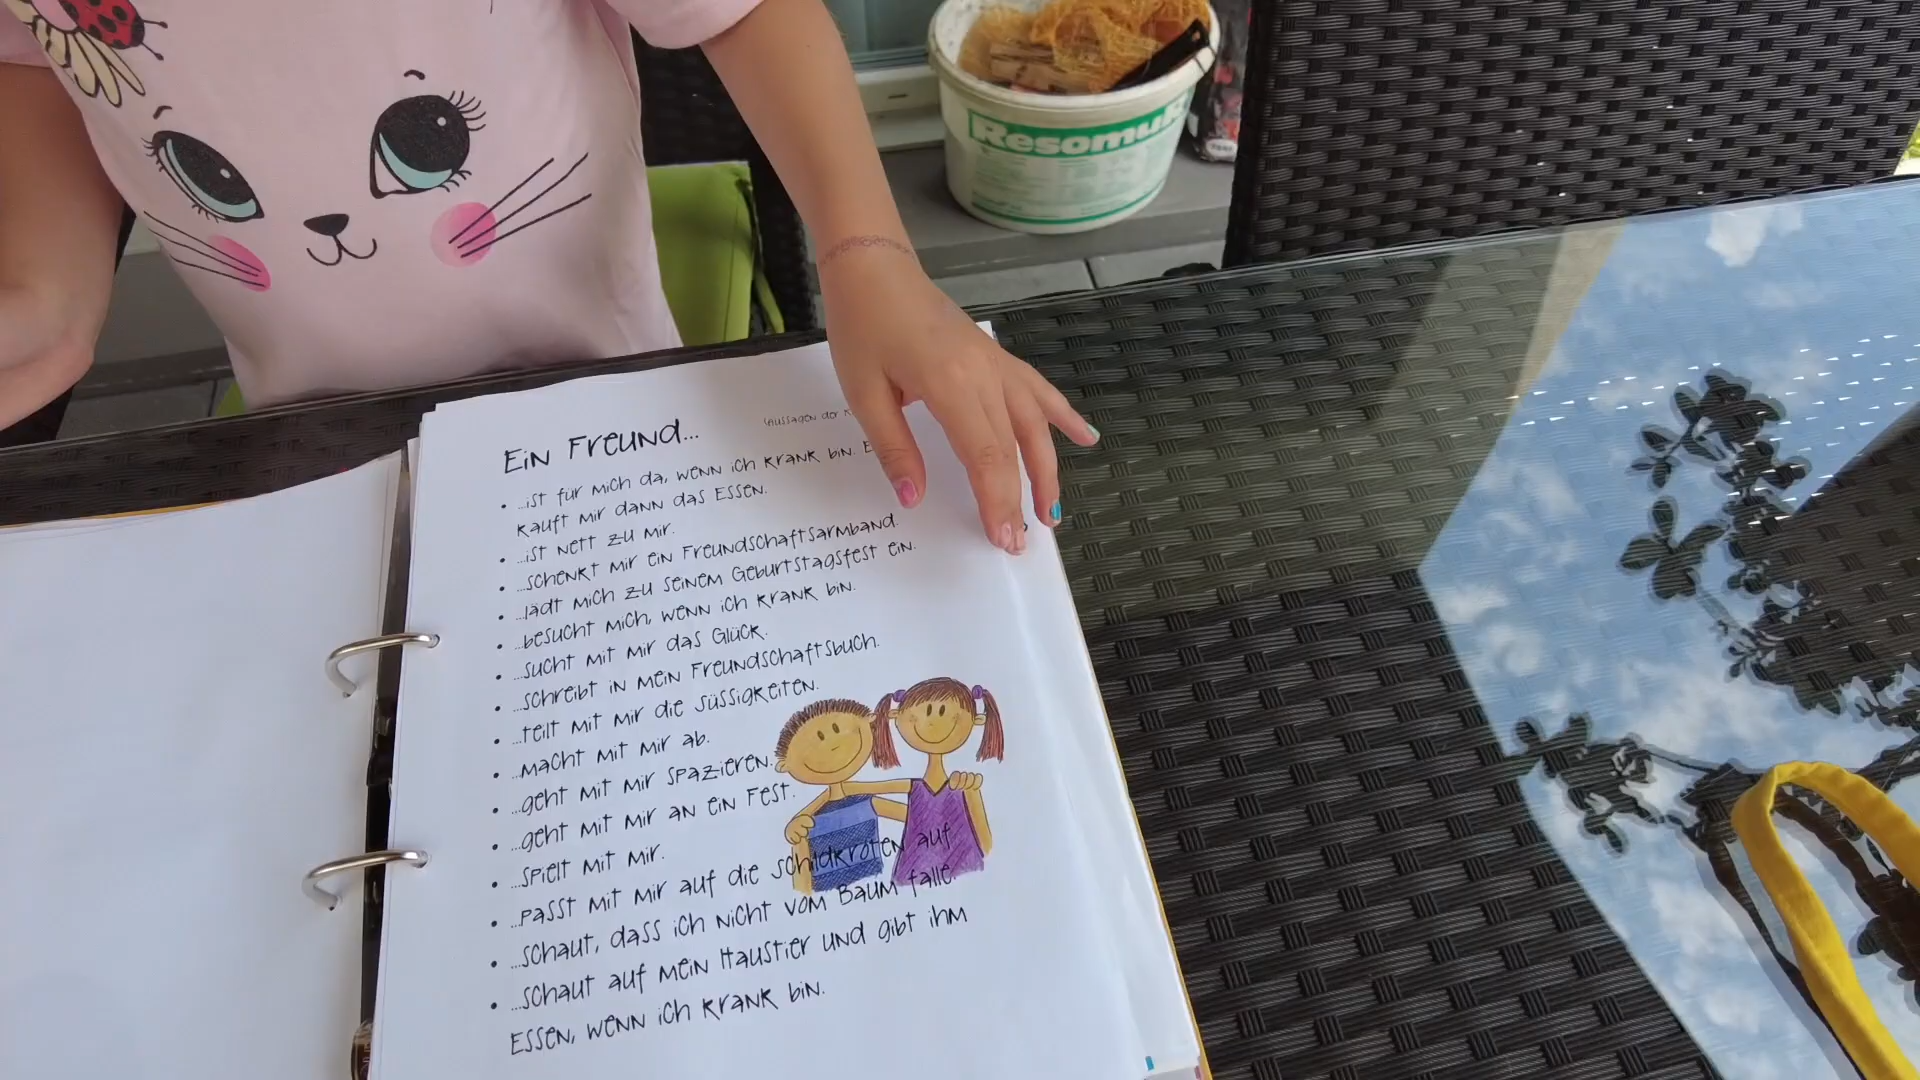 Resomur
Ein Freund...
(Aussagen der
• ...ist für mich da, wenn ich krank bin.
kauft mir dann das Essen.
• ...ist nett zu mir.
• ...schenkt mir ein Freundschaftsarmband.
• ...lädt mich zu seinem Geburtstagsfest ein.
• ...besucht mich, wenn ich krank bin.
• ...sucht mit mir das Glück.
• ...schreibt in mein Freundschaftsbuch.
• ...teilt mit mir die Süssigkeiten.
• ...macht mit mir ab.
• ...geht mit mir spazieren.
• ...geht mit mir an ein Fest.
• ...spielt mit mir.
• ...passt mit mir auf die Schildkröten auf
• ...schaut, dass ich nicht vom Baum falle
• ...schaut auf mein Haustier und gibt ihm
Essen, wenn ich krank bin.